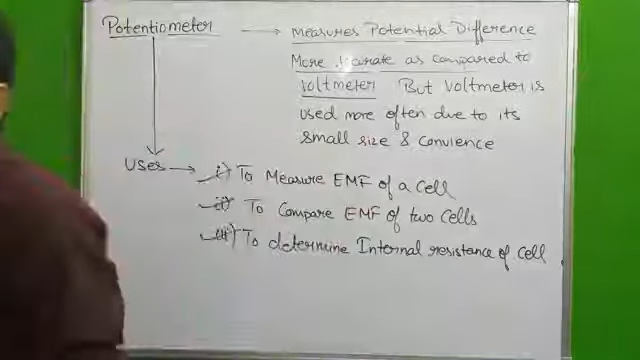 Potentiometer → Measures Potential Difference
More as compared to
voltmeter But voltmeter is
used more often due to its
small size & convience
Uses → i) To Measure EMF of a cell
ii) To Compare EMF of two cells
iii) To determine Internal resistance of cell